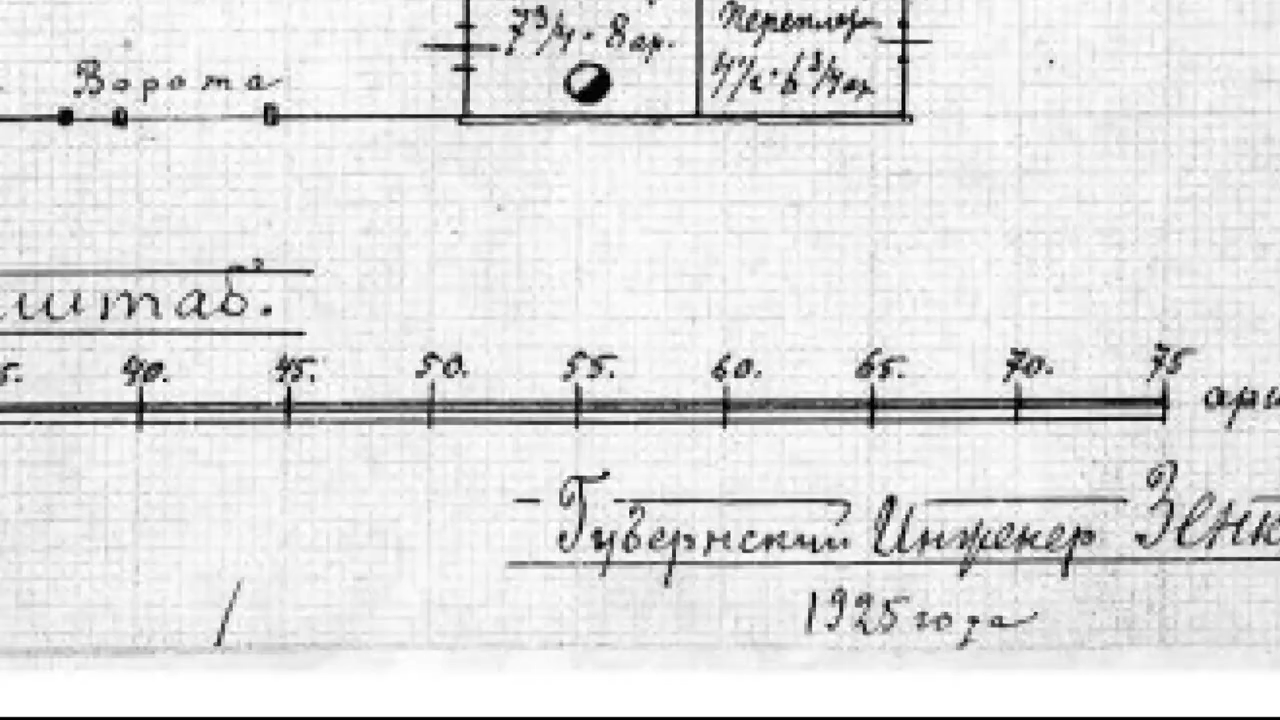 7¾ · 8 ар.
Переплет
4½ · 6¾ ар
Ворота
штаб.
40. 45. 50. 55. 60. 65. 70. 75
Губернский Инженер
1925 года